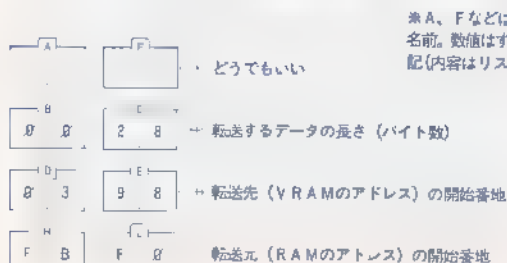 ※A、Fなどは
名前。数値はす
記(内容はリス
A F どうでもいい
B C
0 0 2 8 転送するデータの長さ (バイト数)
D E
0 3 9 8 転送先 (VRAMのアドレス) の開始番地
H L
F B F 0 転送元 (RAMのアドレス) の開始番地